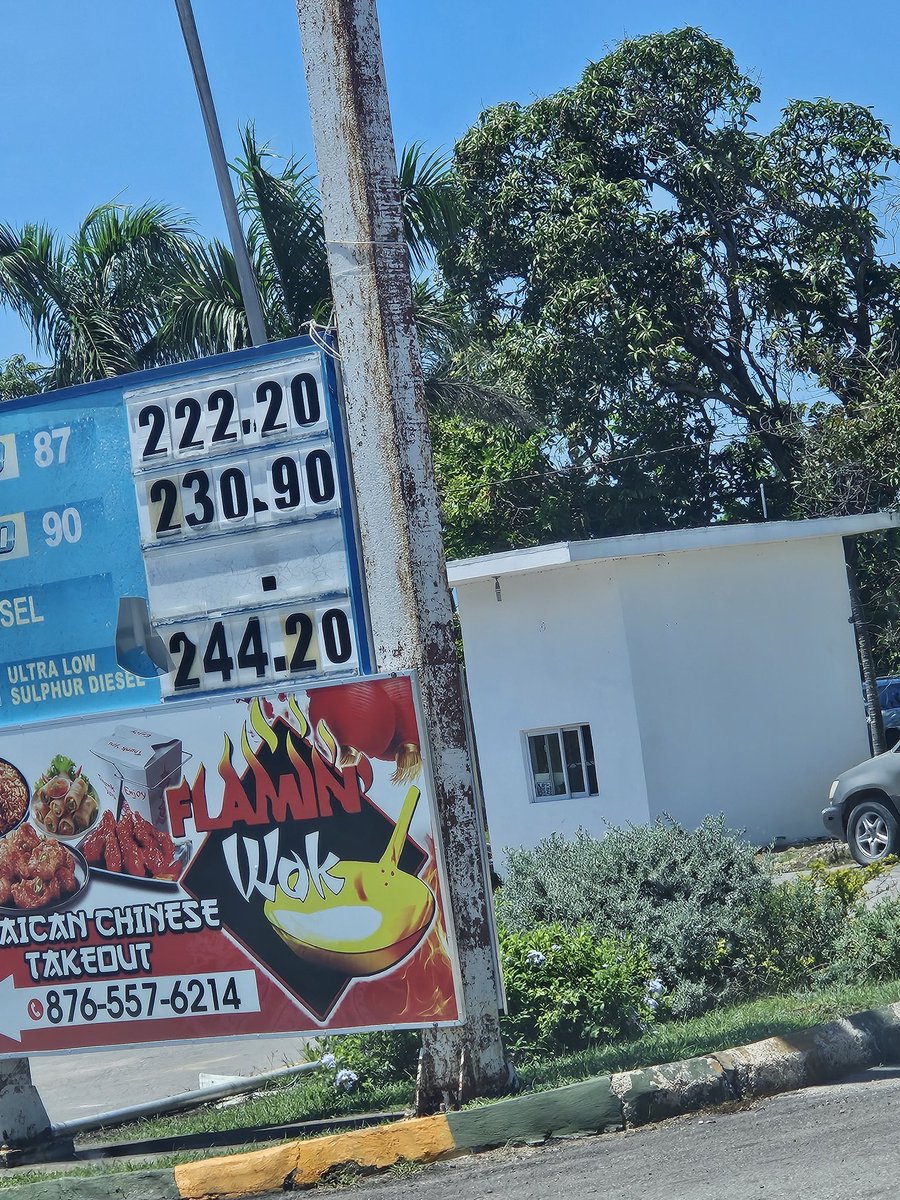 87 222.20
90 230.90
SEL .
ULTRA LOW
SULPHUR DIESEL 244.20
Enjoy
FLAMIN'
Wok
AICAN CHINESE
TAKEOUT
876-557-6214